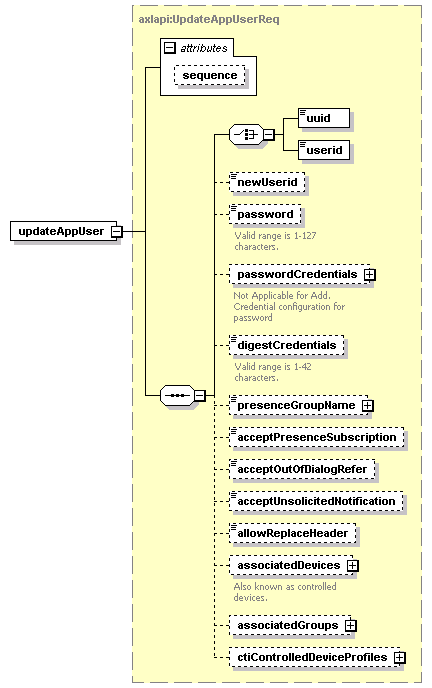 axlapi:UpdateAppUserReq
attributes
sequence
uuid
userid
newUserid
password
Valid range is 1-127
characters.
updateAppUser
passwordCredentials
Not Applicable for Add.
Credential configuration for
password
digestCredentials
Valid range is 1-42
characters.
presenceGroupName
acceptPresenceSubscription
acceptOutOfDialogRefer
acceptUnsolicitedNotification
allowReplaceHeader
associatedDevices
Also known as controlled
devices.
associatedGroups
ctiControlledDeviceProfiles